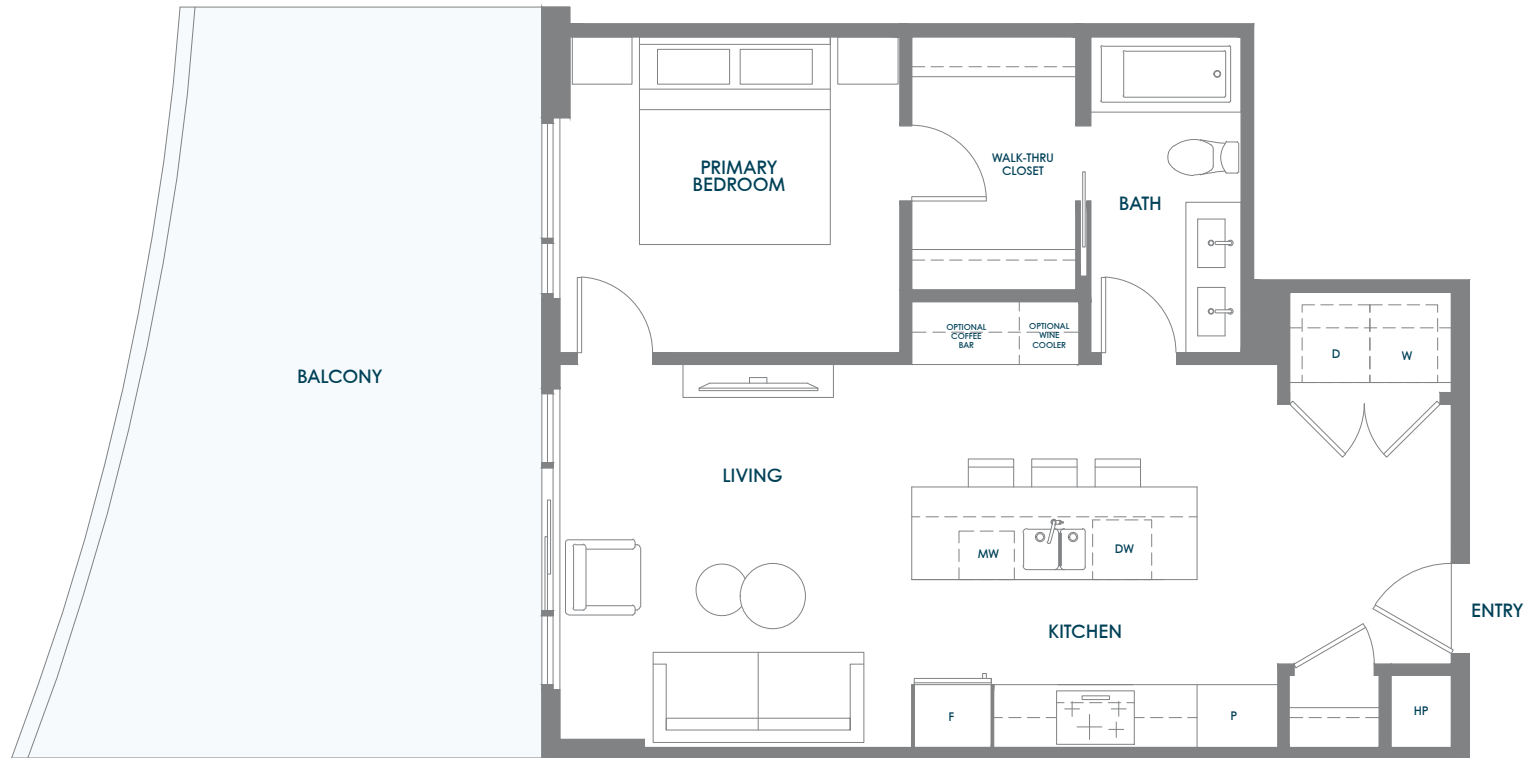 PRIMARY
BEDROOM
WALK-THRU
CLOSET
BATH
OPTIONAL
COFFEE
BAR
OPTIONAL
WINE
COOLER
D
W
BALCONY
LIVING
MW
DW
KITCHEN
ENTRY
F
P
HP